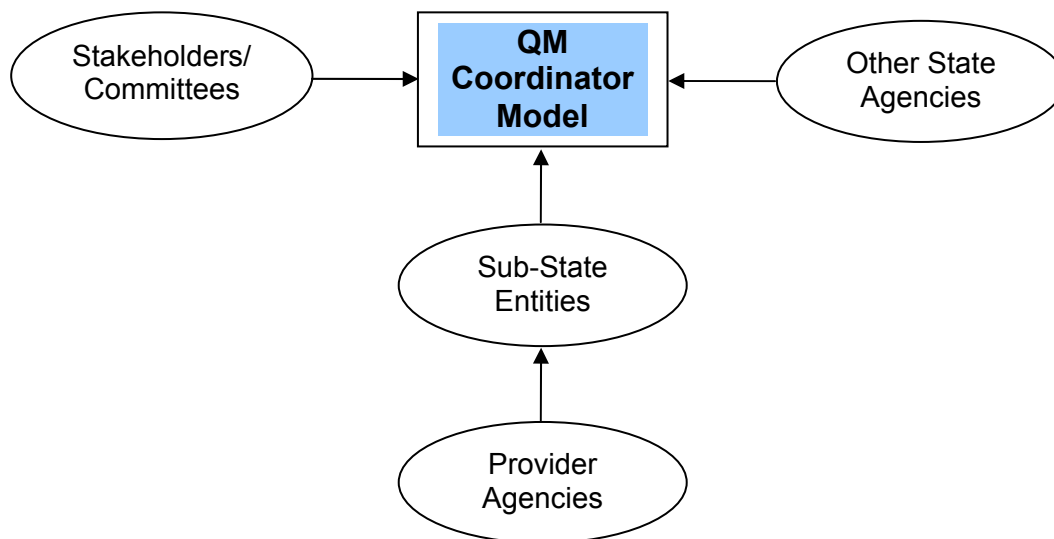 Stakeholders/
Committees
QM
Coordinator
Model
Other State
Agencies
Sub-State
Entities
Provider
Agencies